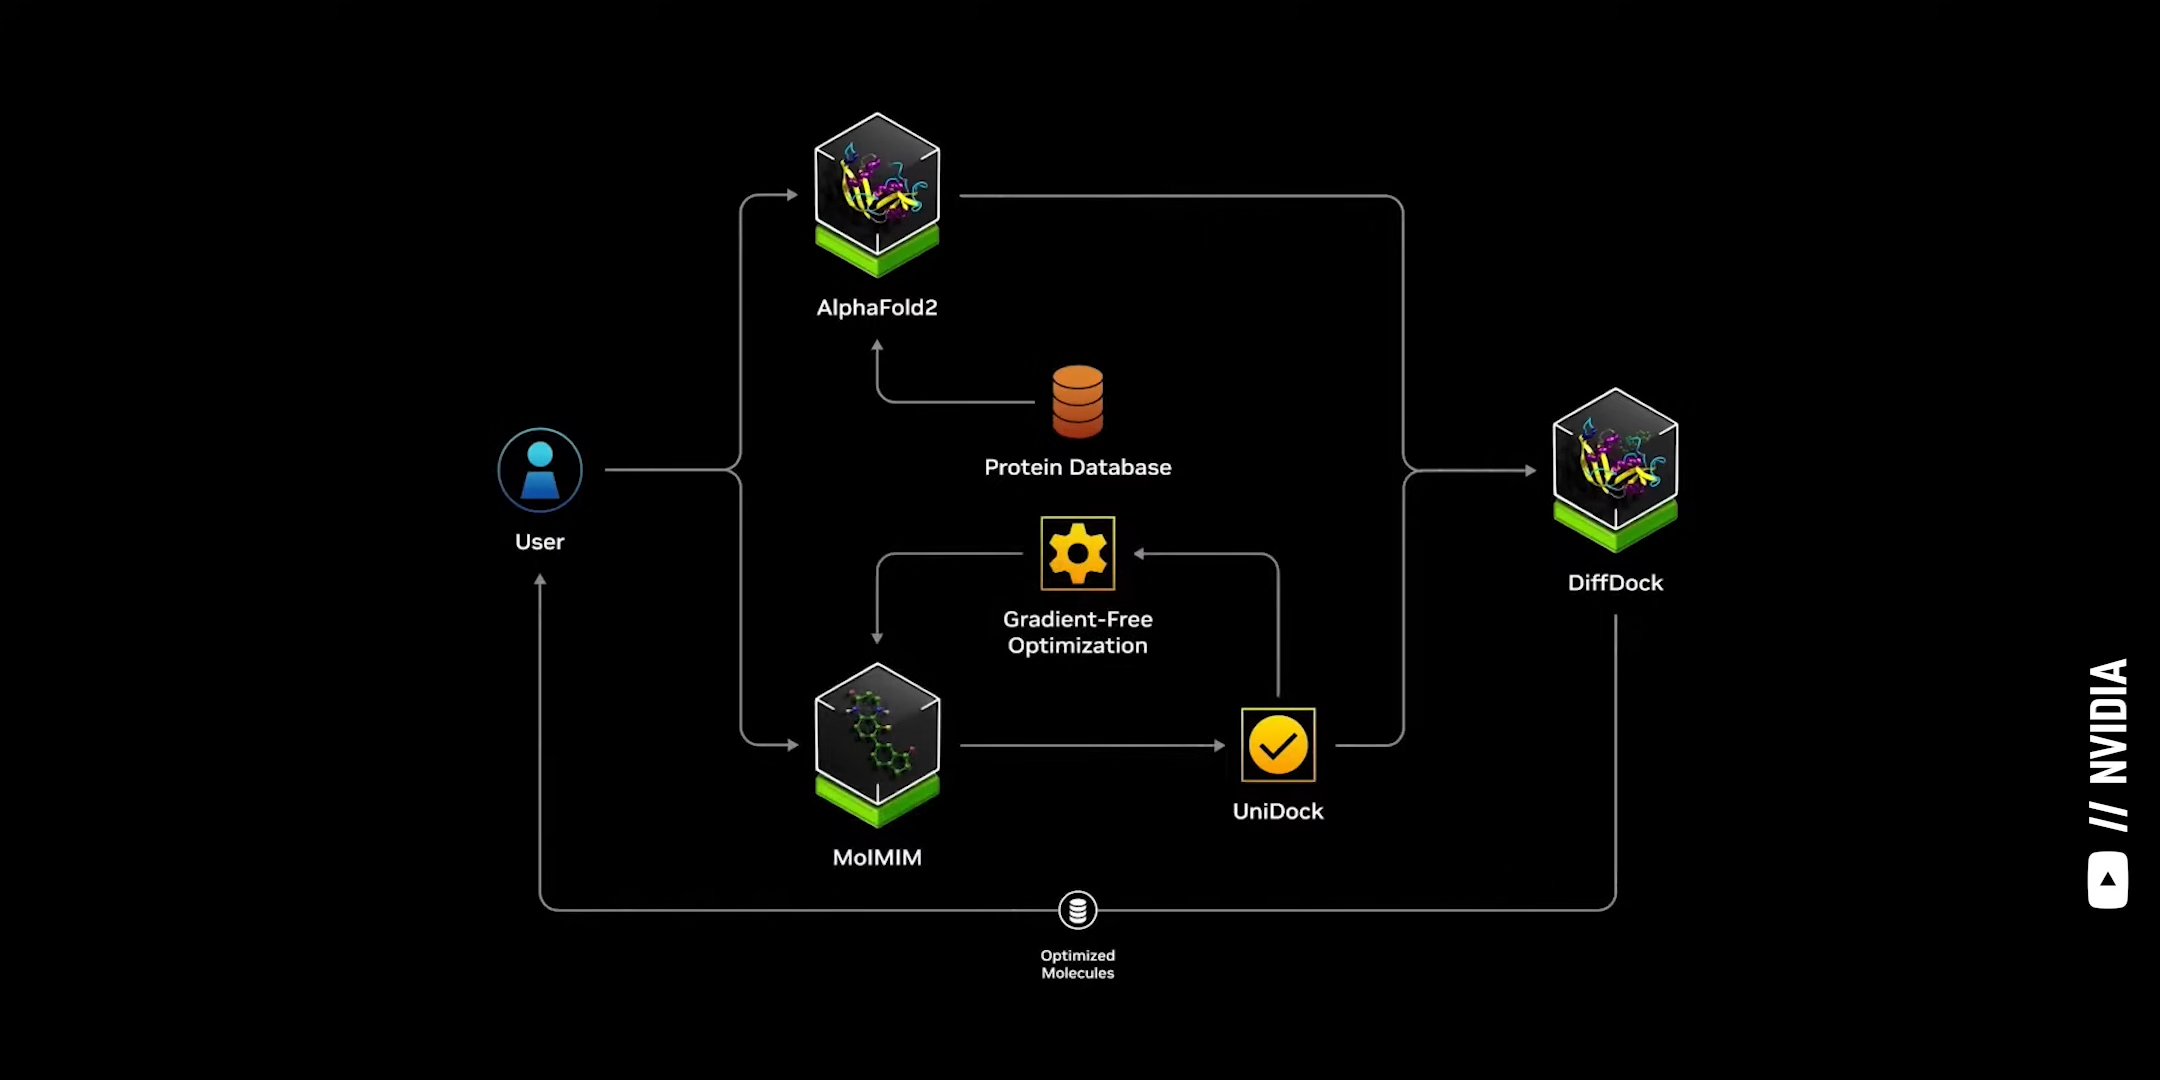 AlphaFold2
Protein Database
User
Gradient-Free
Optimization
DiffDock
UniDock
MolMIM
Optimized
Molecules
// NVIDIA